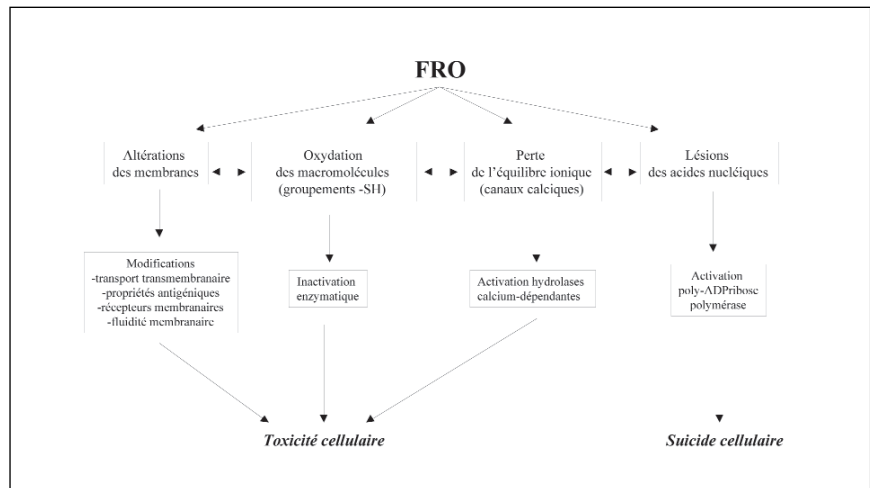 FRO
Altérations
des membranes
Oxydation
des macromolécules
(groupements -SH)
Perte
de l'équilibre ionique
(canaux calciques)
Lésions
des acides nucléiques
Modifications
-transport transmembranaire
-propriétés antigéniques
-récepteurs membranaires
-fluidité membranaire
Inactivation
enzymatique
Activation hydrolases
calcium-dépendantes
Activation
poly-ADPribose
polymérase
Toxicité cellulaire
Suicide cellulaire